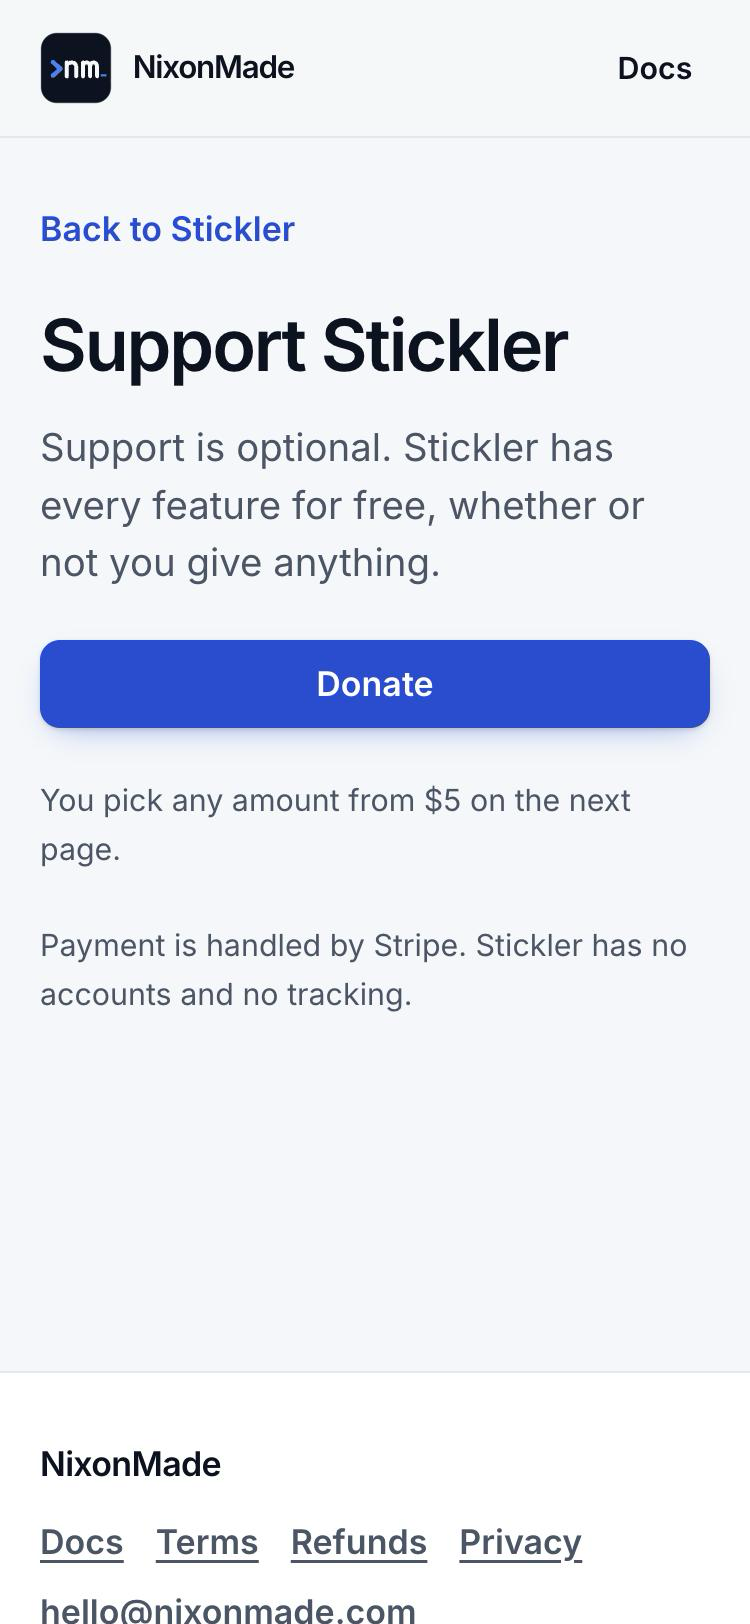 >nm_ NixonMade Docs
Back to Stickler
Support Stickler
Support is optional. Stickler has
every feature for free, whether or
not you give anything.
Donate
You pick any amount from $5 on the next
page.
Payment is handled by Stripe. Stickler has no
accounts and no tracking.
NixonMade
Docs Terms Refunds Privacy
hello@nixonmade.com